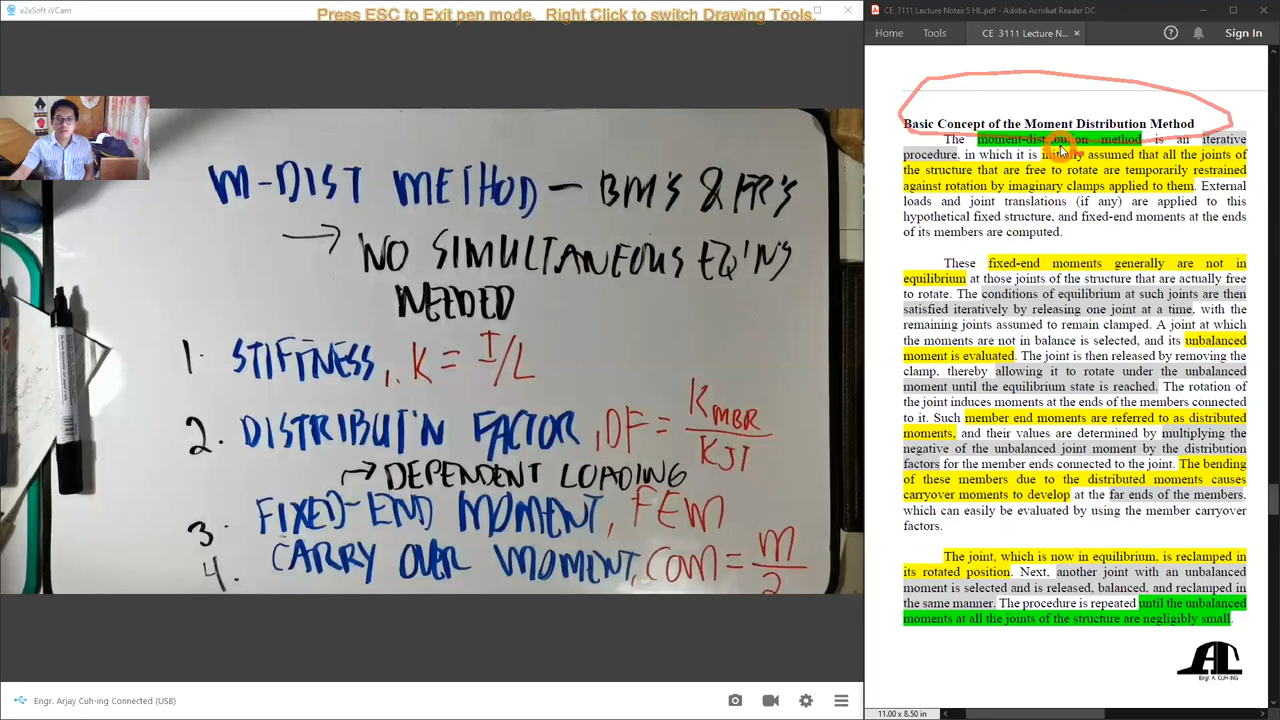 e2eSoft iVCam
Press ESC to Exit pen mode. Right Click to switch Drawing Tools.
M-DIST METHOD — BM'S & FR'S
→ NO SIMULTANEOUS EQ'NS
NEEDED
1. STIFFNESS, K = I/L
2. DISTRIBUTI'N FACTOR, DF = KMBR / KJT
→ DEPENDENT LOADING
3. FIXED-END MOMENT, FEM
4. CARRY OVER MOMENT, COM = M/2
Engr. Arjay Cuh-ing Connected (USB)
CE 3111 Lecture Notes 5 HL.pdf - Adobe Acrobat Reader DC
Home Tools CE 3111 Lecture N... × Sign In
Basic Concept of the Moment Distribution Method
The moment-distribution method is an iterative
procedure, in which it is initially assumed that all the joints of
the structure that are free to rotate are temporarily restrained
against rotation by imaginary clamps applied to them. External
loads and joint translations (if any) are applied to this
hypothetical fixed structure, and fixed-end moments at the ends
of its members are computed.
These fixed-end moments generally are not in
equilibrium at those joints of the structure that are actually free
to rotate. The conditions of equilibrium at such joints are then
satisfied iteratively by releasing one joint at a time, with the
remaining joints assumed to remain clamped. A joint at which
the moments are not in balance is selected, and its unbalanced
moment is evaluated. The joint is then released by removing the
clamp, thereby allowing it to rotate under the unbalanced
moment until the equilibrium state is reached. The rotation of
the joint induces moments at the ends of the members connected
to it. Such member end moments are referred to as distributed
moments, and their values are determined by multiplying the
negative of the unbalanced joint moment by the distribution
factors for the member ends connected to the joint. The bending
of these members due to the distributed moments causes
carryover moments to develop at the far ends of the members,
which can easily be evaluated by using the member carryover
factors.
The joint, which is now in equilibrium, is reclamped in
its rotated position. Next, another joint with an unbalanced
moment is selected and is released, balanced, and reclamped in
the same manner. The procedure is repeated until the unbalanced
moments at all the joints of the structure are negligibly small.
Engr. A. CUH-ING
11.00 x 8.50 in